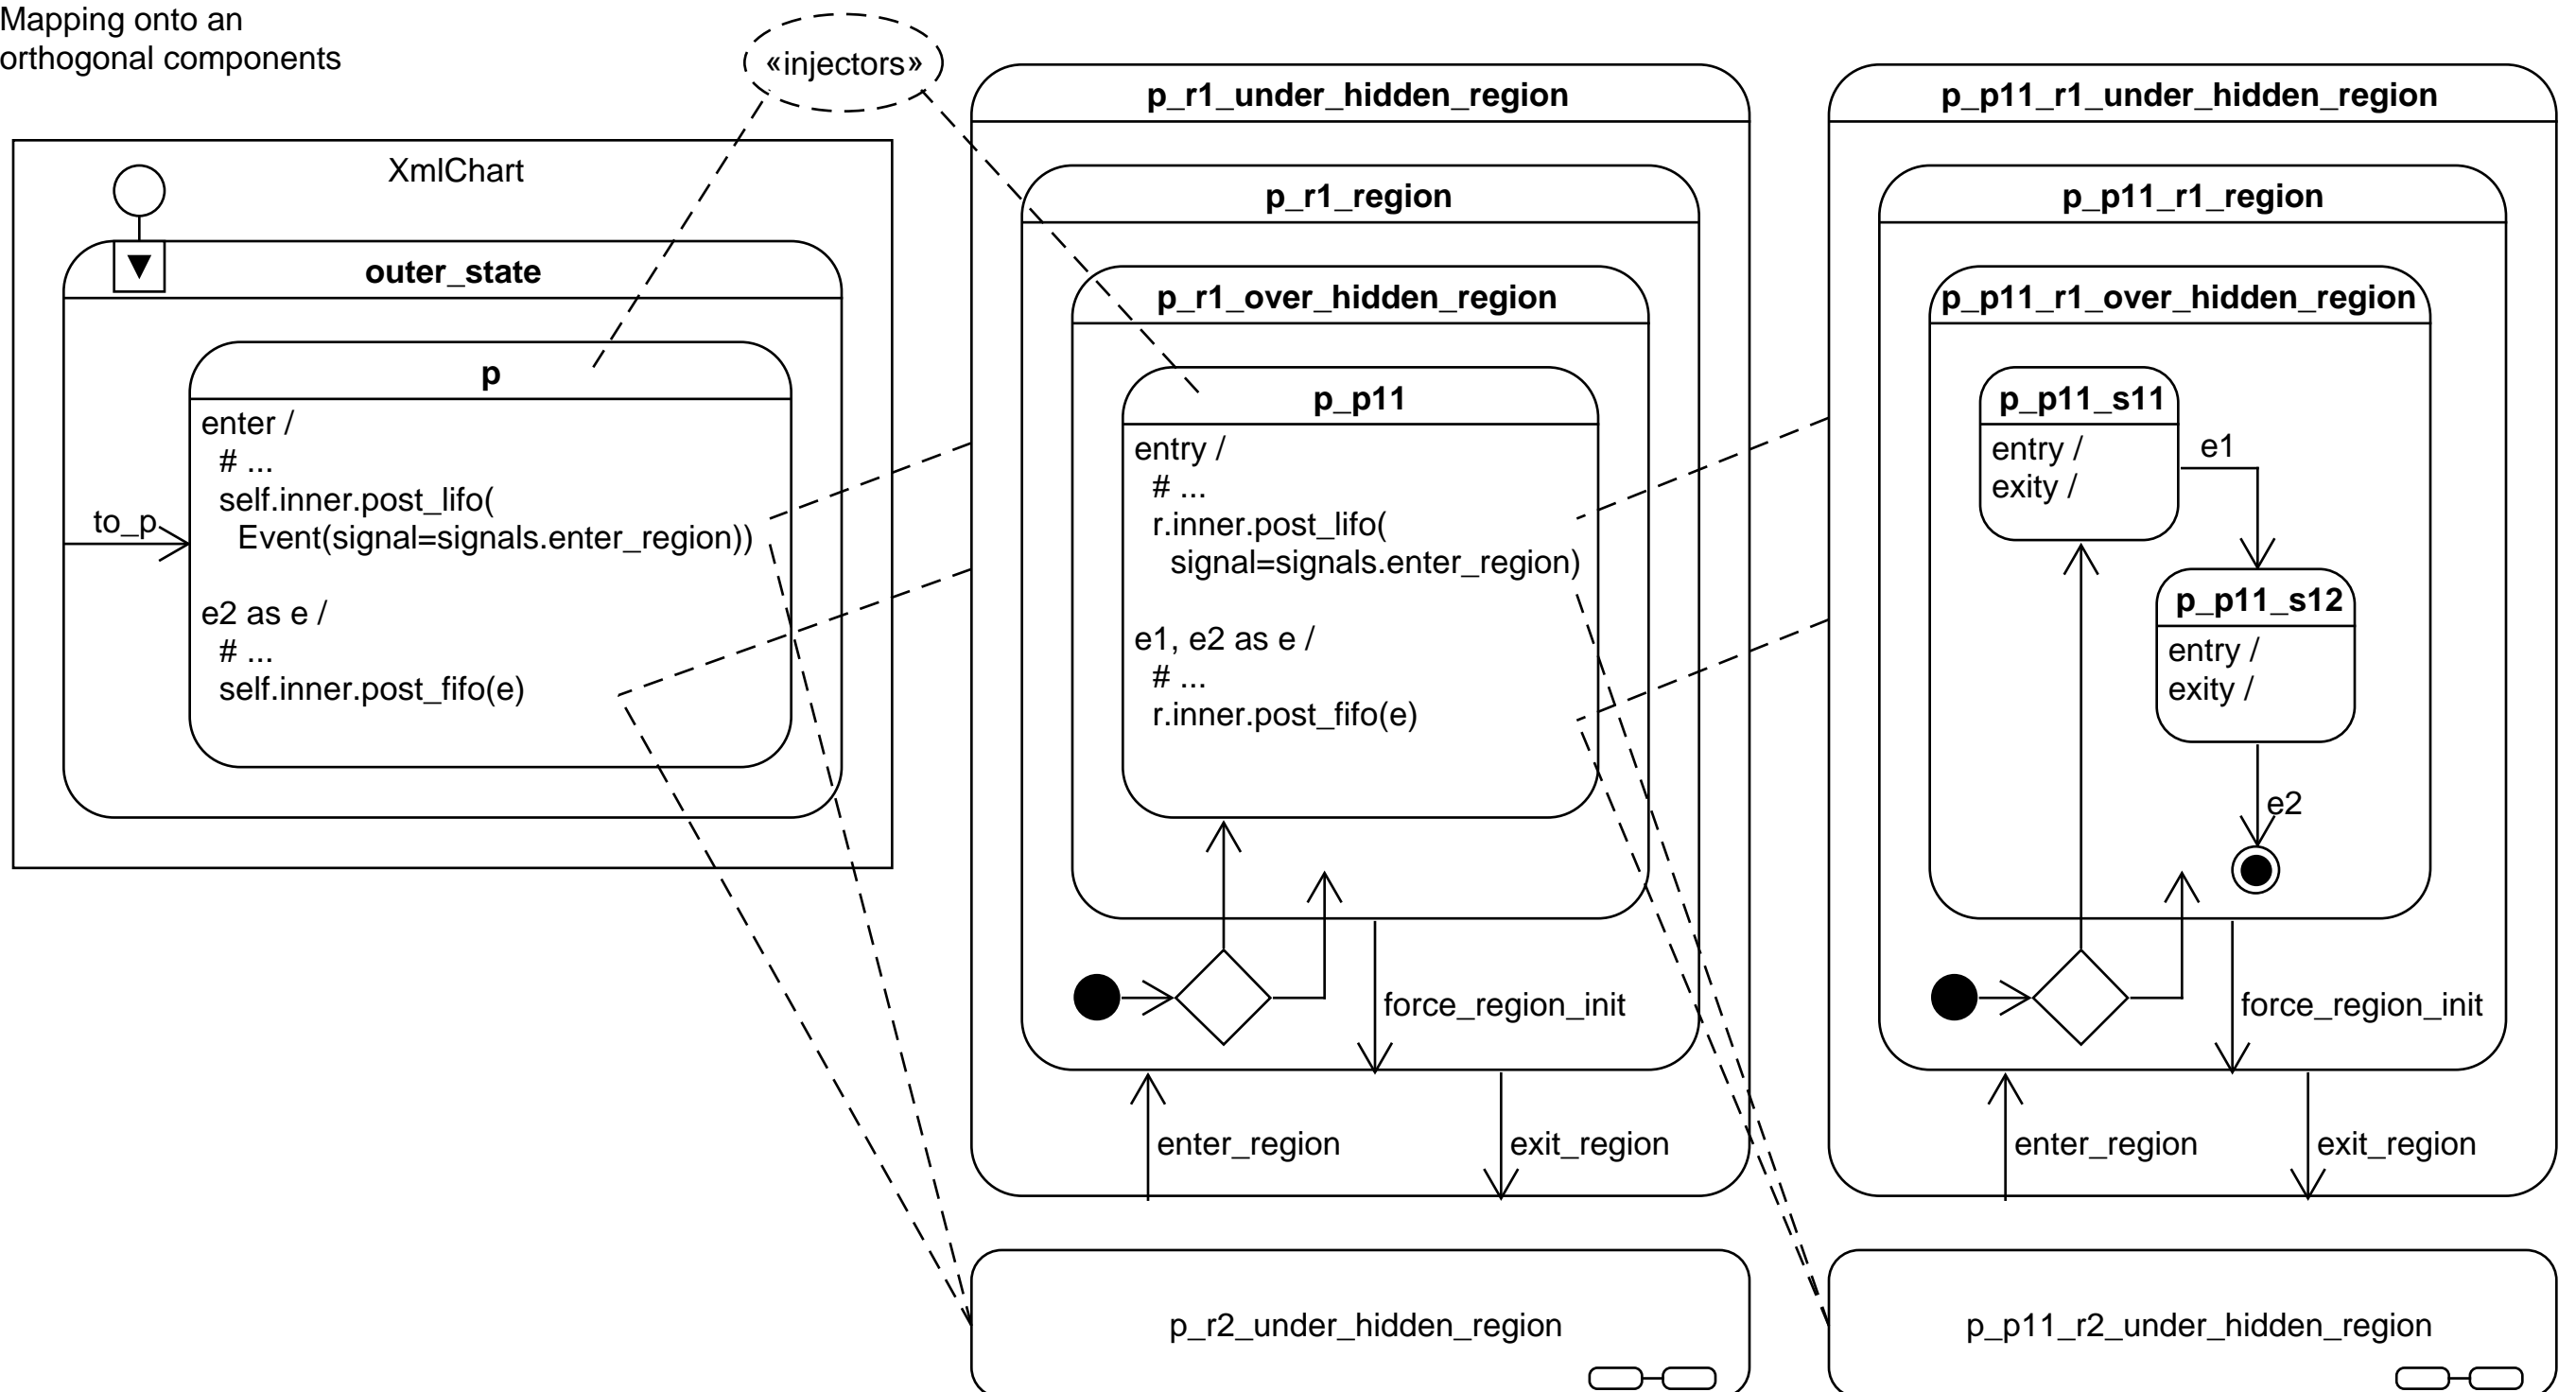 Mapping onto an
orthogonal components
«injectors»
XmlChart
outer_state
to_p
p
enter /
# ...
self.inner.post_lifo(
Event(signal=signals.enter_region))
e2 as e /
# ...
self.inner.post_fifo(e)
p_r1_under_hidden_region
p_r1_region
p_r1_over_hidden_region
p_p11
entry /
# ...
r.inner.post_lifo(
signal=signals.enter_region)
e1, e2 as e /
# ...
r.inner.post_fifo(e)
force_region_init
enter_region
exit_region
p_r2_under_hidden_region
p_p11_r1_under_hidden_region
p_p11_r1_region
p_p11_r1_over_hidden_region
p_p11_s11
entry /
exity /
e1
p_p11_s12
entry /
exity /
e2
force_region_init
enter_region
exit_region
p_p11_r2_under_hidden_region